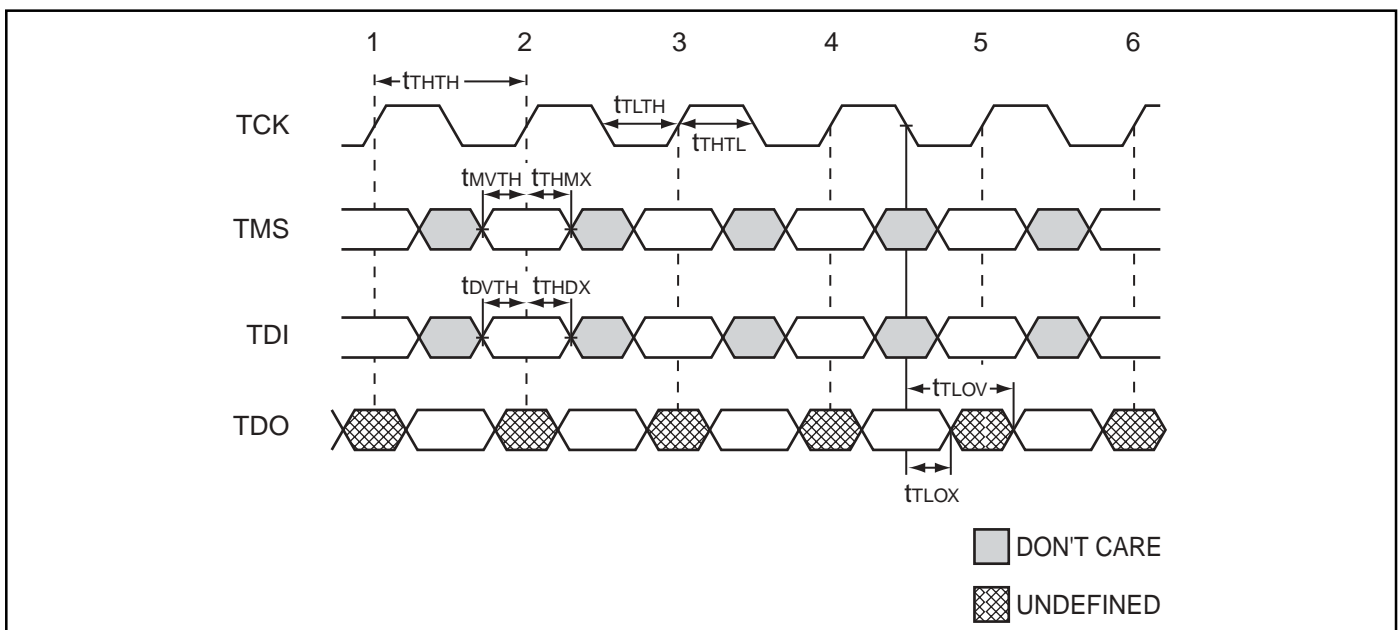 1 2 3 4 5 6
tTHTH
TCK
tTLTH
tTHTL
tMVTH tTHMX
TMS
tDVTH tTHDX
TDI
tTLOV
TDO
tTLOX
DON'T CARE
UNDEFINED